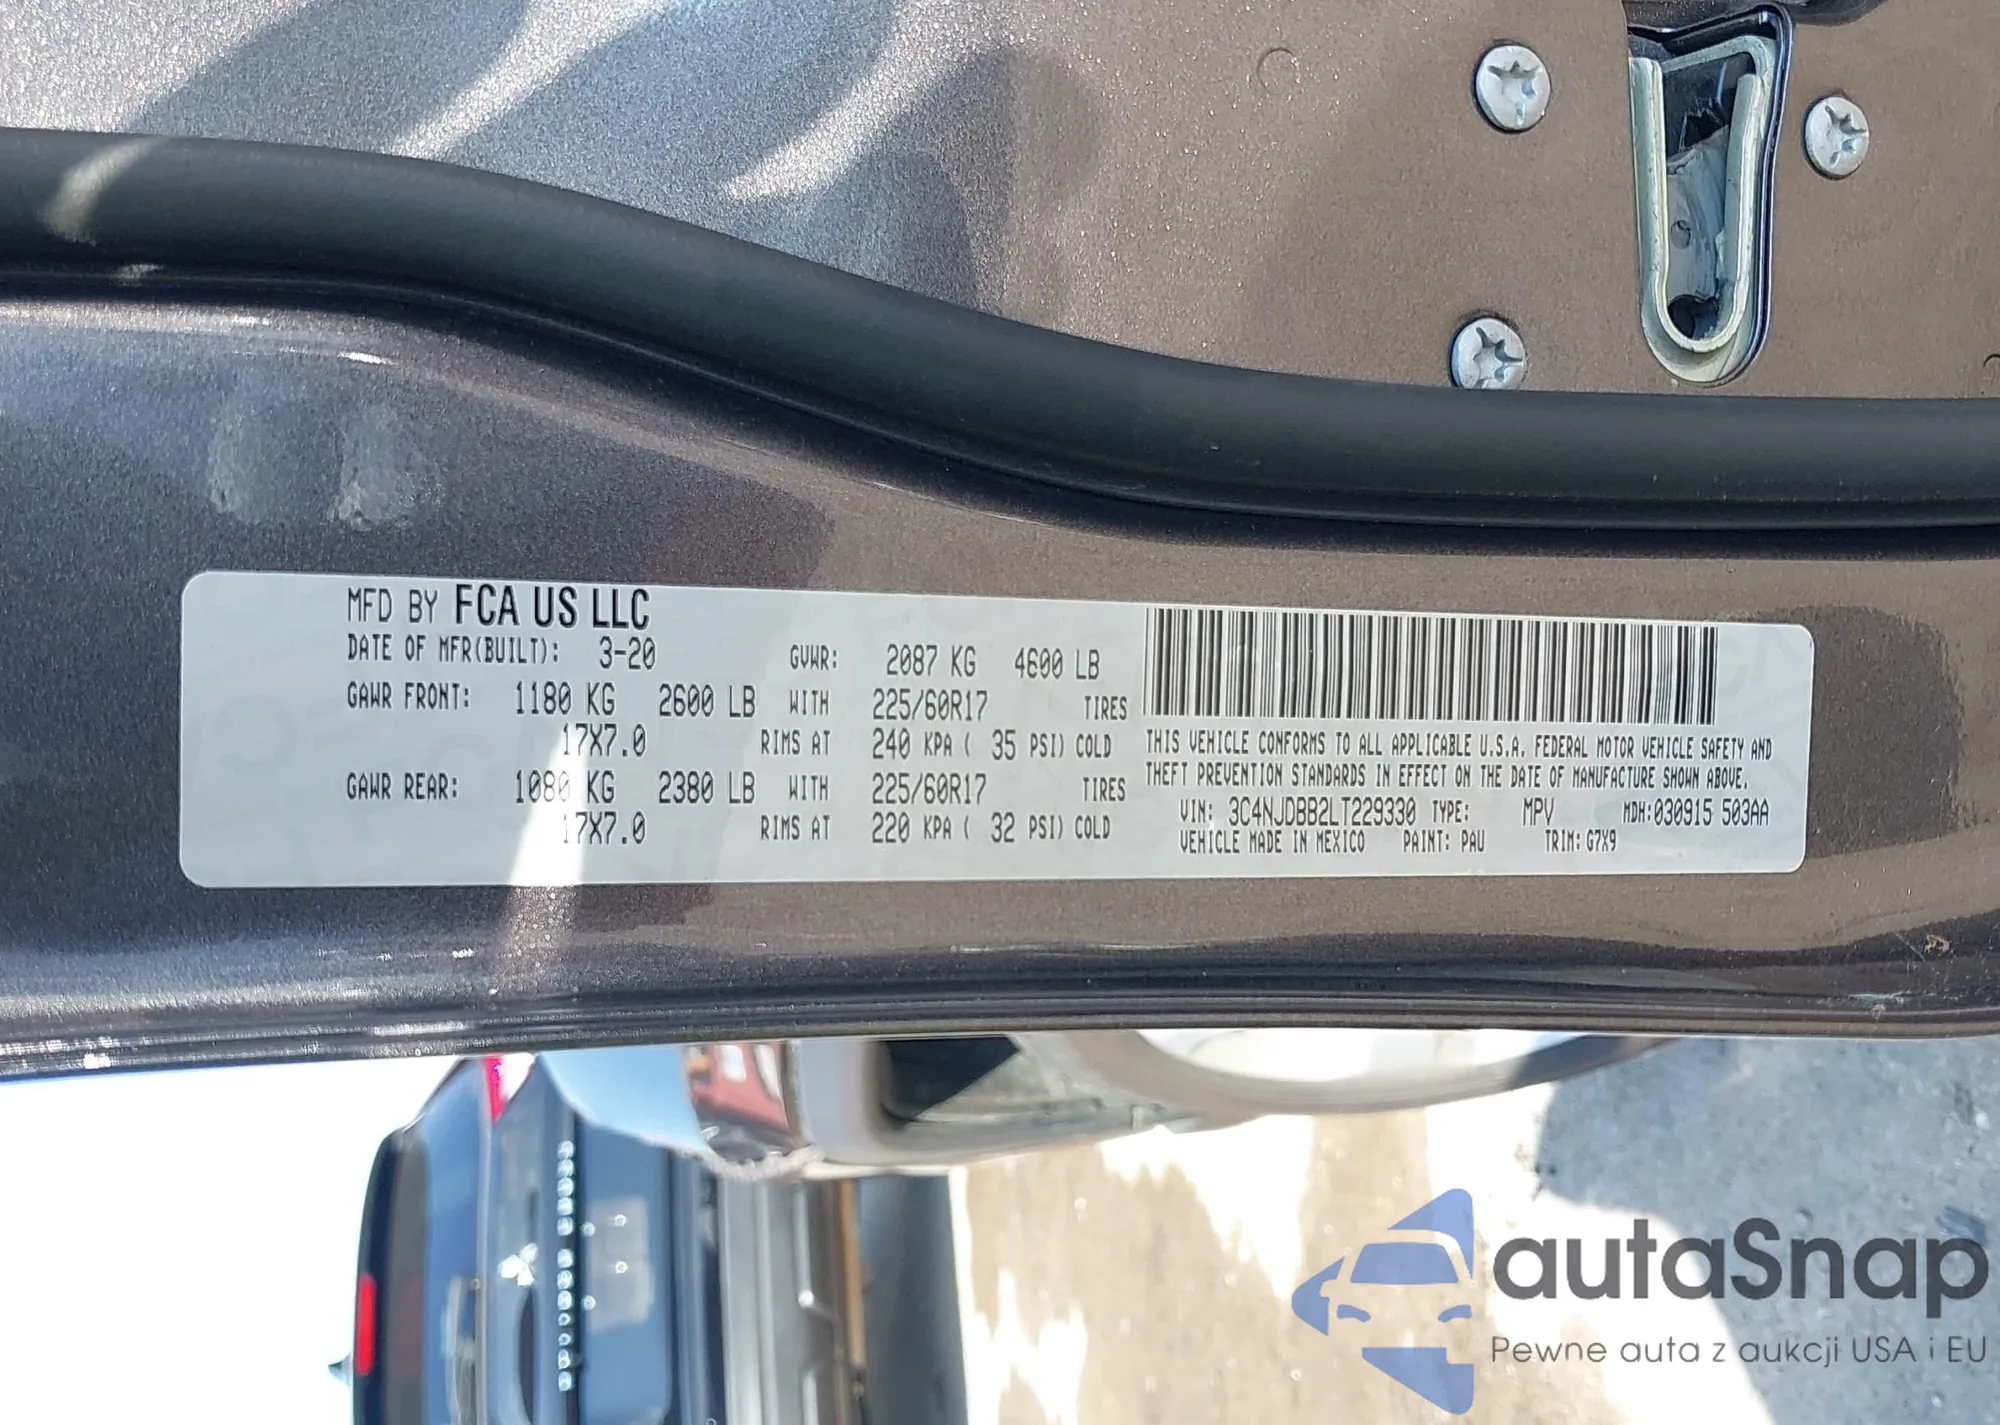 MFD BY FCA US LLC
DATE OF MFR(BUILT): 3-20 GVWR: 2087 KG 4600 LB
GAWR FRONT: 1180 KG 2600 LB WITH 225/60R17 TIRES
17X7.0 RIMS AT 240 KPA ( 35 PSI) COLD
GAWR REAR: 1080 KG 2380 LB WITH 225/60R17 TIRES
17X7.0 RIMS AT 220 KPA ( 32 PSI) COLD
THIS VEHICLE CONFORMS TO ALL APPLICABLE U.S.A. FEDERAL MOTOR VEHICLE SAFETY AND
THEFT PREVENTION STANDARDS IN EFFECT ON THE DATE OF MANUFACTURE SHOWN ABOVE.
VIN: 3C4NJDBB2LT229330 TYPE: MPV MDH:030915 503AA
VEHICLE MADE IN MEXICO PAINT: PAU TRIM: G7X9
autaSnap
Pewne auta z aukcji USA i EU